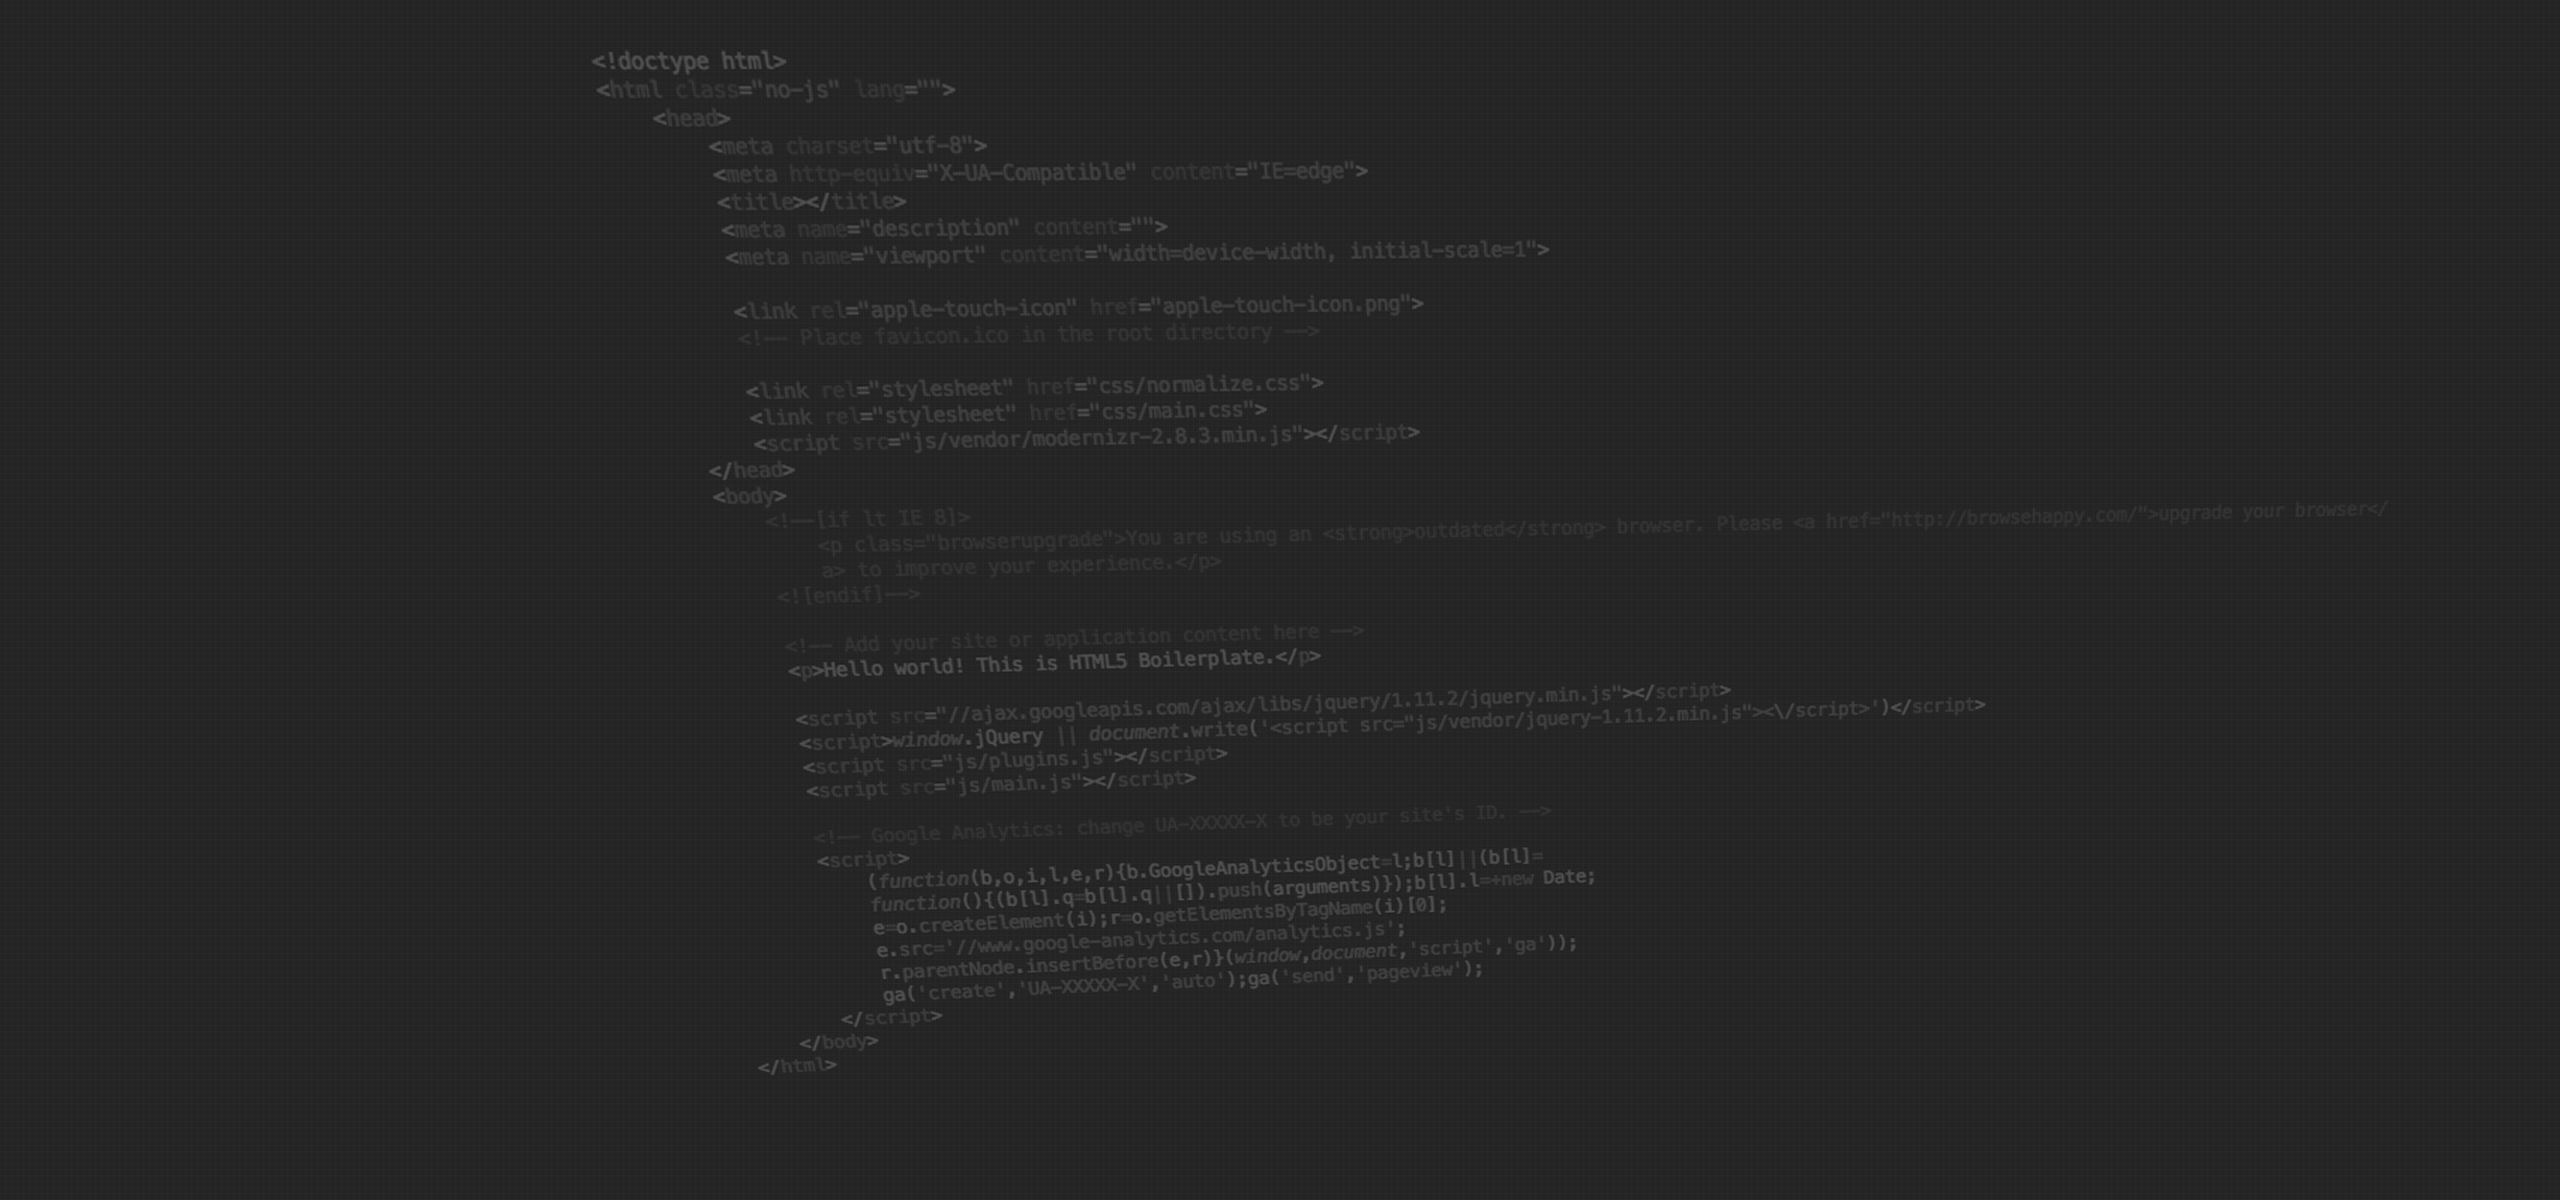 <!doctype html>
<html class="no-js" lang="">
<head>
<meta charset="utf-8">
<meta http-equiv="X-UA-Compatible" content="IE=edge">
<title></title>
<meta name="description" content="">
<meta name="viewport" content="width=device-width, initial-scale=1">
<link rel="apple-touch-icon" href="apple-touch-icon.png">
<!-- Place favicon.ico in the root directory -->
<link rel="stylesheet" href="css/normalize.css">
<link rel="stylesheet" href="css/main.css">
<script src="js/vendor/modernizr-2.8.3.min.js"></script>
</head>
<body>
<!--[if lt IE 8]>
<p class="browserupgrade">You are using an <strong>outdated</strong> browser. Please <a href="http://browsehappy.com/">upgrade your browser</
a> to improve your experience.</p>
<![endif]-->
<!-- Add your site or application content here -->
<p>Hello world! This is HTML5 Boilerplate.</p>
<script src="//ajax.googleapis.com/ajax/libs/jquery/1.11.2/jquery.min.js"></script>
<script>window.jQuery || document.write('<script src="js/vendor/jquery-1.11.2.min.js"><\/script>')</script>
<script src="js/plugins.js"></script>
<script src="js/main.js"></script>
<!-- Google Analytics: change UA-XXXXX-X to be your site's ID. -->
<script>
(function(b,o,i,l,e,r){b.GoogleAnalyticsObject=l;b[l]||(b[l]=
function(){(b[l].q=b[l].q||[]).push(arguments)});b[l].l=+new Date;
e=o.createElement(i);r=o.getElementsByTagName(i)[0];
e.src='//www.google-analytics.com/analytics.js';
r.parentNode.insertBefore(e,r)}(window,document,'script','ga'));
ga('create','UA-XXXXX-X','auto');ga('send','pageview');
</script>
</body>
</html>